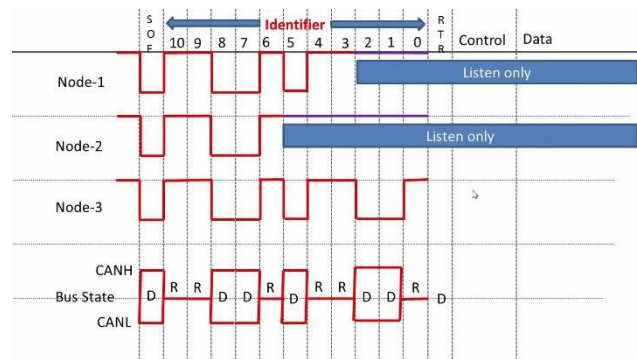 S
O
F
Identifier
R
T
R
10 9 8 7 6 5 4 3 2 1 0
Control Data
Node-1
Listen only
Node-2
Listen only
Node-3
CANH
Bus State
CANL
D R R D D R D R R D D R D